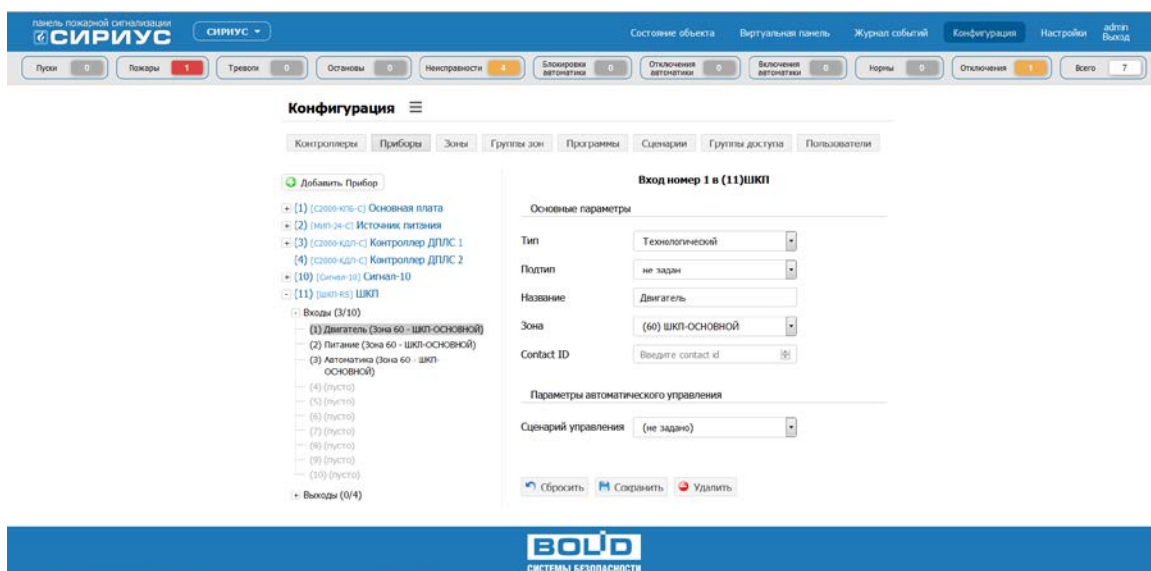 панель пожарной сигнализации
СИРИУС
СИРИУС
Состояние объекта
Виртуальная панель
Журнал событий
Конфигурация
Настройки
admin
Выход
Пуски 0
Пожары 1
Тревоги 0
Остановы 0
Неисправности 4
Блокировки автоматики 0
Отключения автоматики 0
Включения автоматики 0
Нормы 0
Отключения 1
Всего 7
Конфигурация
Контроллеры
Приборы
Зоны
Группы зон
Программы
Сценарии
Группы доступа
Пользователи
Добавить Прибор
(1) [С2000-КПБ-С] Основная плата
(2) [МИП-24-С] Источник питания
(3) [С2000-КДЛ-С] Контроллер ДПЛС 1
(4) [С2000-КДЛ-С] Контроллер ДПЛС 2
(10) [Сигнал-10] Сигнал-10
(11) [ШКП-RS] ШКП
Входы (3/10)
(1) Двигатель (Зона 60 - ШКП-ОСНОВНОЙ)
(2) Питание (Зона 60 - ШКП-ОСНОВНОЙ)
(3) Автоматика (Зона 60 - ШКП-
ОСНОВНОЙ)
(4) (пусто)
(5) (пусто)
(6) (пусто)
(7) (пусто)
(8) (пусто)
(9) (пусто)
(10) (пусто)
Выходы (0/4)
Вход номер 1 в (11)ШКП
Основные параметры
Тип Технологический
Подтип не задан
Название Двигатель
Зона (60) ШКП-ОСНОВНОЙ
Contact ID Введите contact id
Параметры автоматического управления
Сценарий управления (не задано)
Сбросить
Сохранить
Удалить
BOLID
СИСТЕМЫ БЕЗОПАСНОСТИ